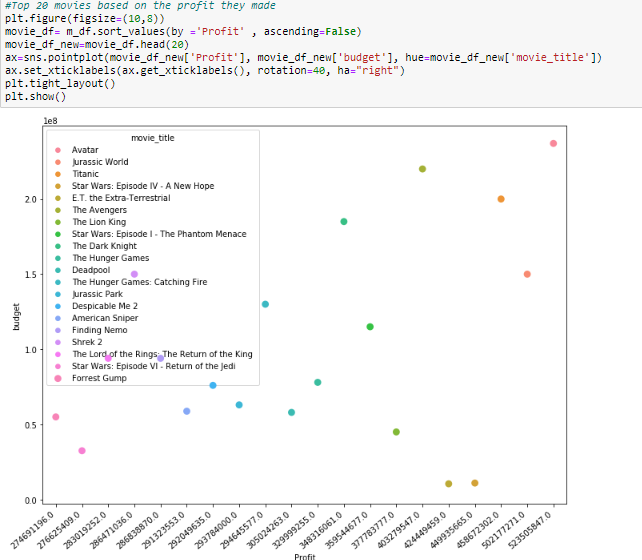 #Top 20 movies based on the profit they made
plt.figure(figsize=(10,8))
movie_df= m_df.sort_values(by ='Profit' , ascending=False)
movie_df_new=movie_df.head(20)
ax=sns.pointplot(movie_df_new['Profit'], movie_df_new['budget'], hue=movie_df_new['movie_title'])
ax.set_xticklabels(ax.get_xticklabels(), rotation=40, ha="right")
plt.tight_layout()
plt.show()
1e8
movie_title
Avatar
Jurassic World
Titanic
Star Wars: Episode IV - A New Hope
E.T. the Extra-Terrestrial
The Avengers
The Lion King
Star Wars: Episode I - The Phantom Menace
The Dark Knight
The Hunger Games
Deadpool
The Hunger Games: Catching Fire
Jurassic Park
Despicable Me 2
American Sniper
Finding Nemo
Shrek 2
The Lord of the Rings: The Return of the King
Star Wars: Episode VI - Return of the Jedi
Forrest Gump
2.0
1.5
1.0
0.5
0.0
budget
274691196.0
276625409.0
283019252.0
286471036.0
286838870.0
291323553.0
292049635.0
293784000.0
294645577.0
305024263.0
329999255.0
348316061.0
359544677.0
377783777.0
403279547.0
424449459.0
449935665.0
458672302.0
502177271.0
523505847.0
Profit